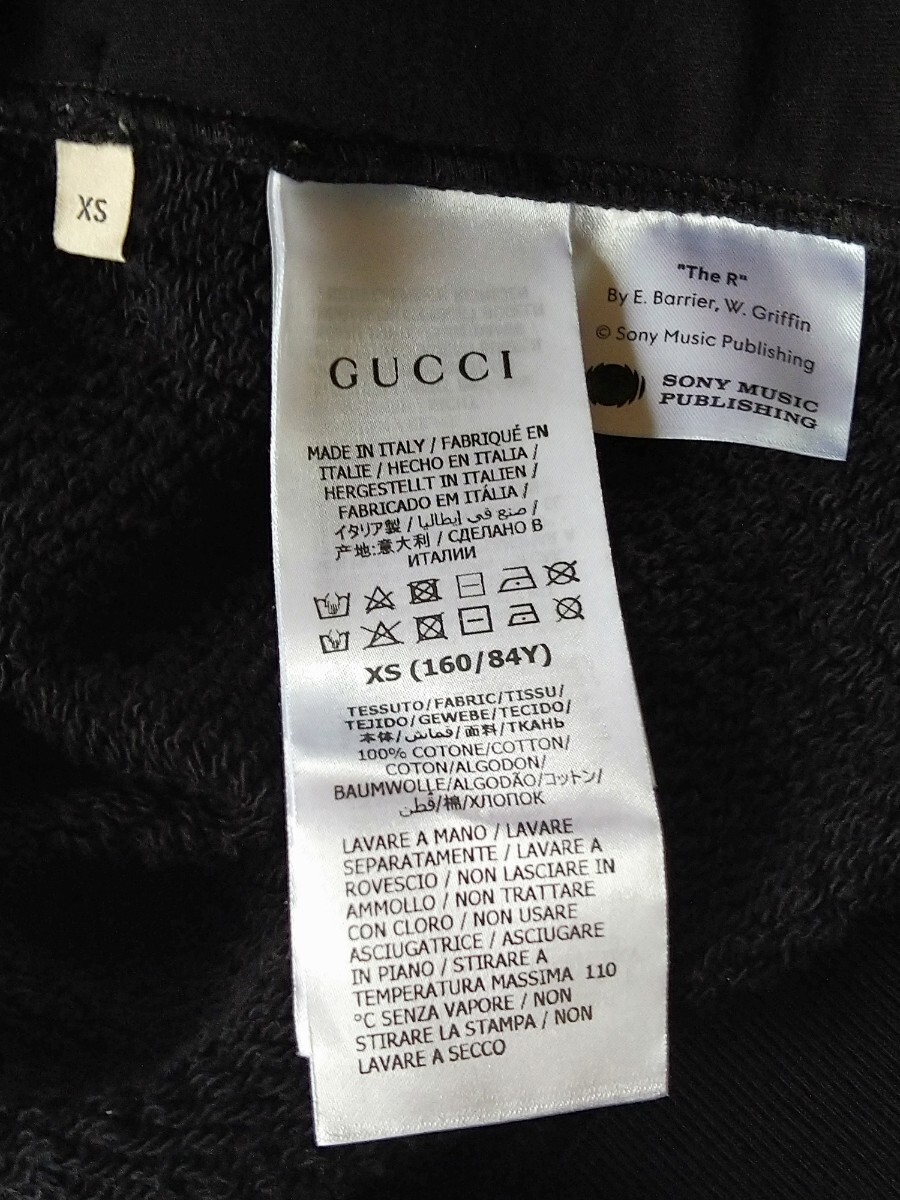 XS
"The R"
By E. Barrier, W. Griffin
© Sony Music Publishing
SONY MUSIC
PUBLISHING
GUCCI
MADE IN ITALY / FABRIQUÉ EN
ITALIE / HECHO EN ITALIA /
HERGESTELLT IN ITALIEN /
FABRICADO EM ITÁLIA /
イタリア製 / صنع في إيطاليا /
产地:意大利 / СДЕЛАНО В
ИТАЛИИ
XS (160/84Y)
TESSUTO/FABRIC/TISSU/
TEJIDO/GEWEBE/TECIDO/
本体/قماش/面料/ТКАНЬ
100% COTONE/COTTON/
COTON/ALGODON/
BAUMWOLLE/ALGODÃO/コットン/
قطن/棉/ХЛОПОК
LAVARE A MANO / LAVARE
SEPARATAMENTE / LAVARE A
ROVESCIO / NON LASCIARE IN
AMMOLLO / NON TRATTARE
CON CLORO / NON USARE
ASCIUGATRICE / ASCIUGARE
IN PIANO / STIRARE A
TEMPERATURA MASSIMA 110
°C SENZA VAPORE / NON
STIRARE LA STAMPA / NON
LAVARE A SECCO